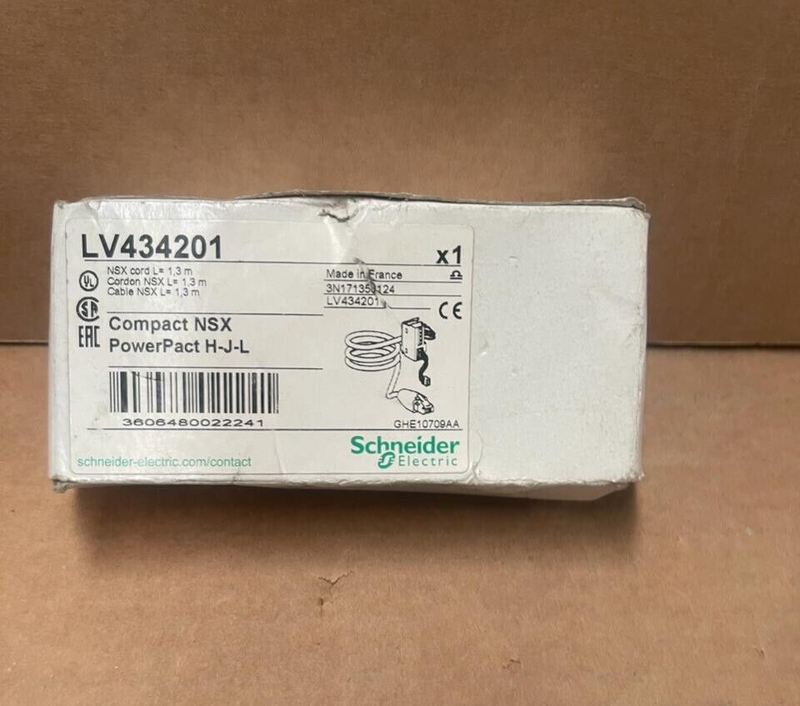 LV434201
x1
NSX cord L= 1,3 m
Cordon NSX L= 1,3 m
Cable NSX L= 1,3 m
Made in France
LV434201
UL
CE
EAC
Compact NSX
PowerPact H-J-L
3606480022241
GHE10709AA
Schneider
Electric
schneider-electric.com/contact